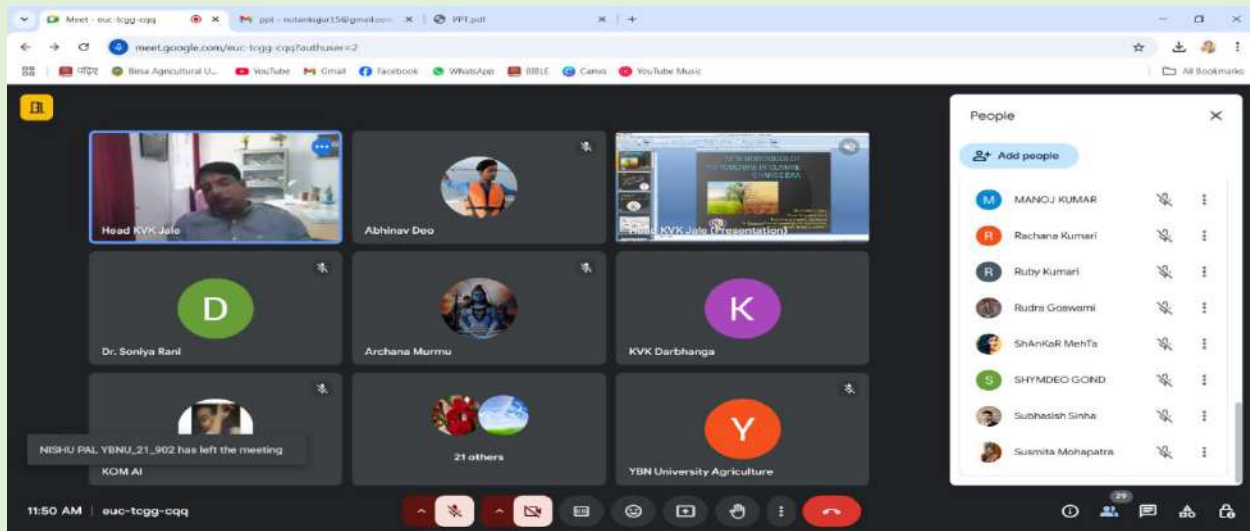 Meet - euc-tcgg-cqq
ppt - nutankujur15@gmail.com
PPT.pdf
meet.google.com/euc-tcgg-cqq?authuser=2
पढ़िए
Birsa Agricultural U...
YouTube
Gmail
Facebook
WhatsApp
BIBLE
Canva
YouTube Music
All Bookmarks
Head KVK Jale
Abhinav Deo
Head KVK Jale (Presentation)
D
Dr. Soniya Rani
Archana Murmu
K
KVK Darbhanga
NISHU PAL YBNU_21_902 has left the meeting
KOM AI
21 others
Y
YBN University Agriculture
People
Add people
M
MANOJ KUMAR
R
Rachana Kumari
R
Ruby Kumari
Rudra Goswami
ShAnKaR MehTa
S
SHYMDEO GOND
Subhasish Sinha
Susmita Mohapatra
11:50 AM | euc-tcgg-cqq
29